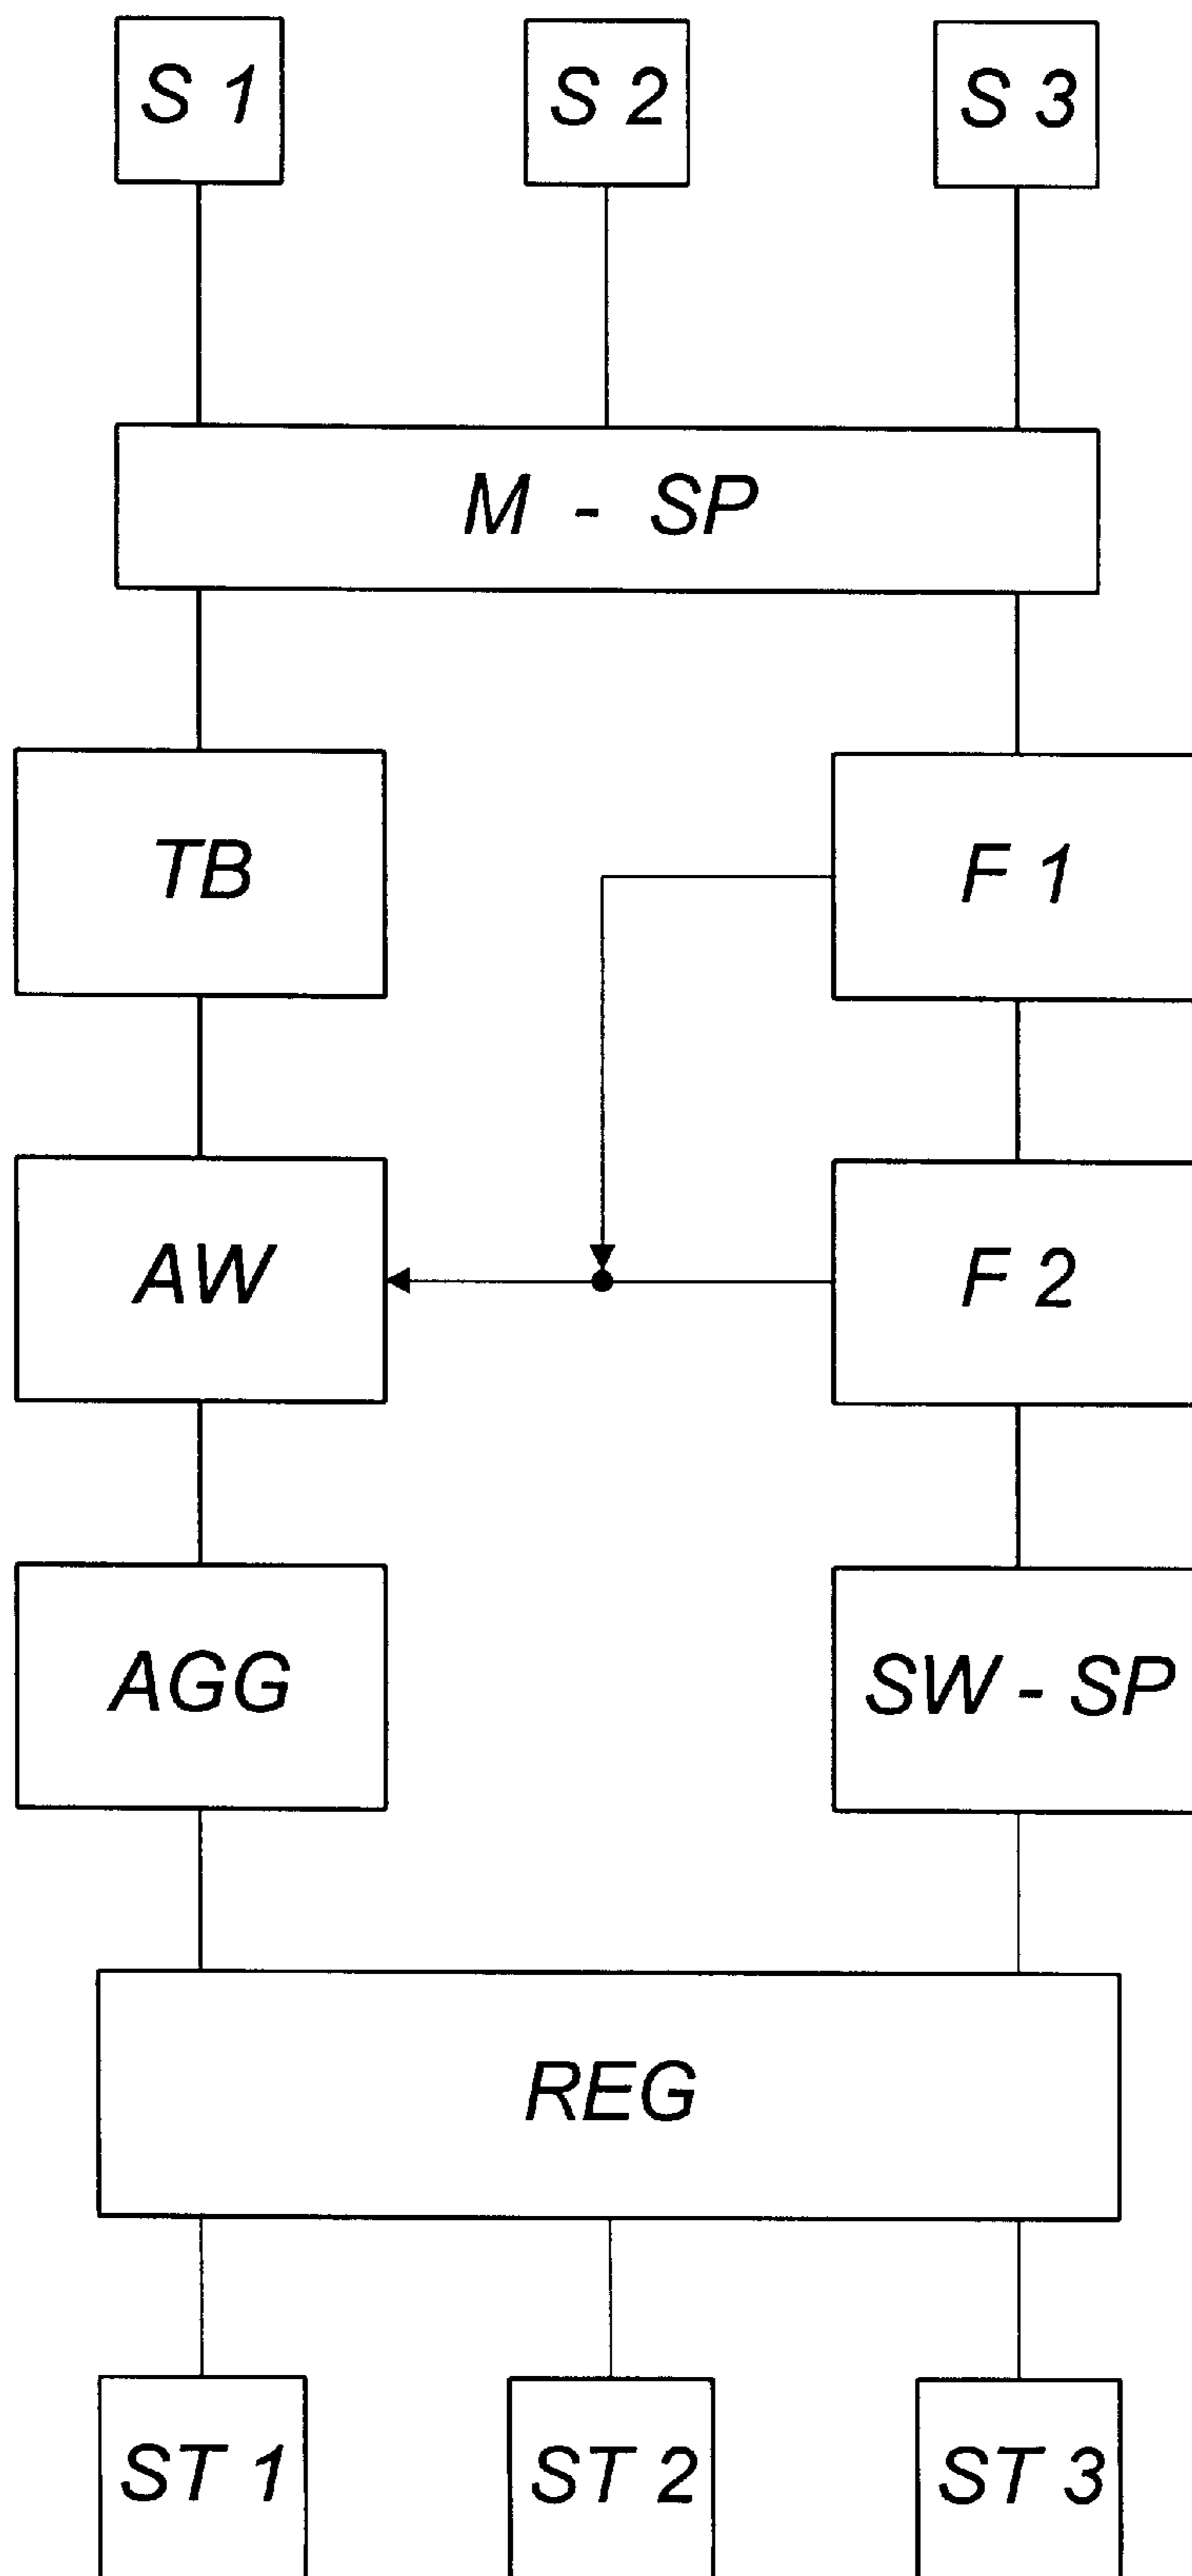 S 1 S 2 S 3
M - SP
TB F 1
AW F 2
AGG SW - SP
REG
ST 1 ST 2 ST 3